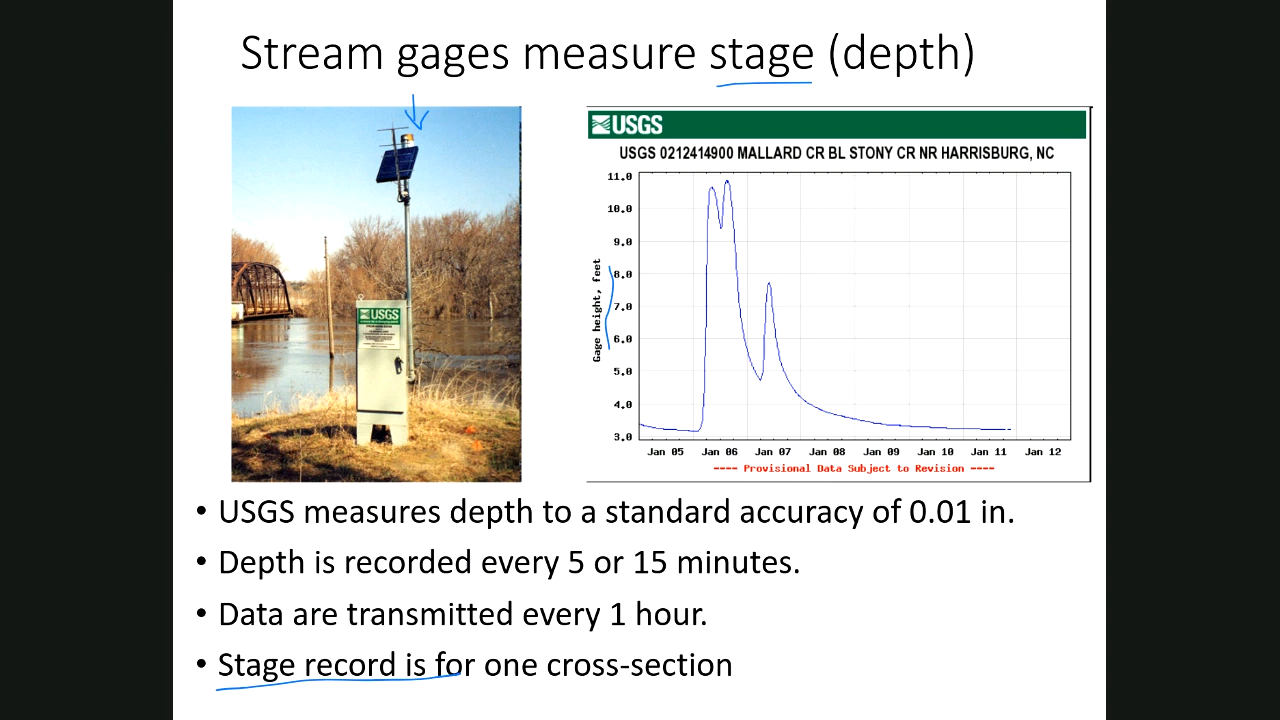 Stream gages measure stage (depth)
USGS
USGS
USGS 0212414900 MALLARD CR BL STONY CR NR HARRISBURG, NC
Gage height, feet
11.0
10.0
9.0
8.0
7.0
6.0
5.0
4.0
3.0
Jan 05 Jan 06 Jan 07 Jan 08 Jan 09 Jan 10 Jan 11 Jan 12
---- Provisional Data Subject to Revision ----
• USGS measures depth to a standard accuracy of 0.01 in.
• Depth is recorded every 5 or 15 minutes.
• Data are transmitted every 1 hour.
• Stage record is for one cross-section